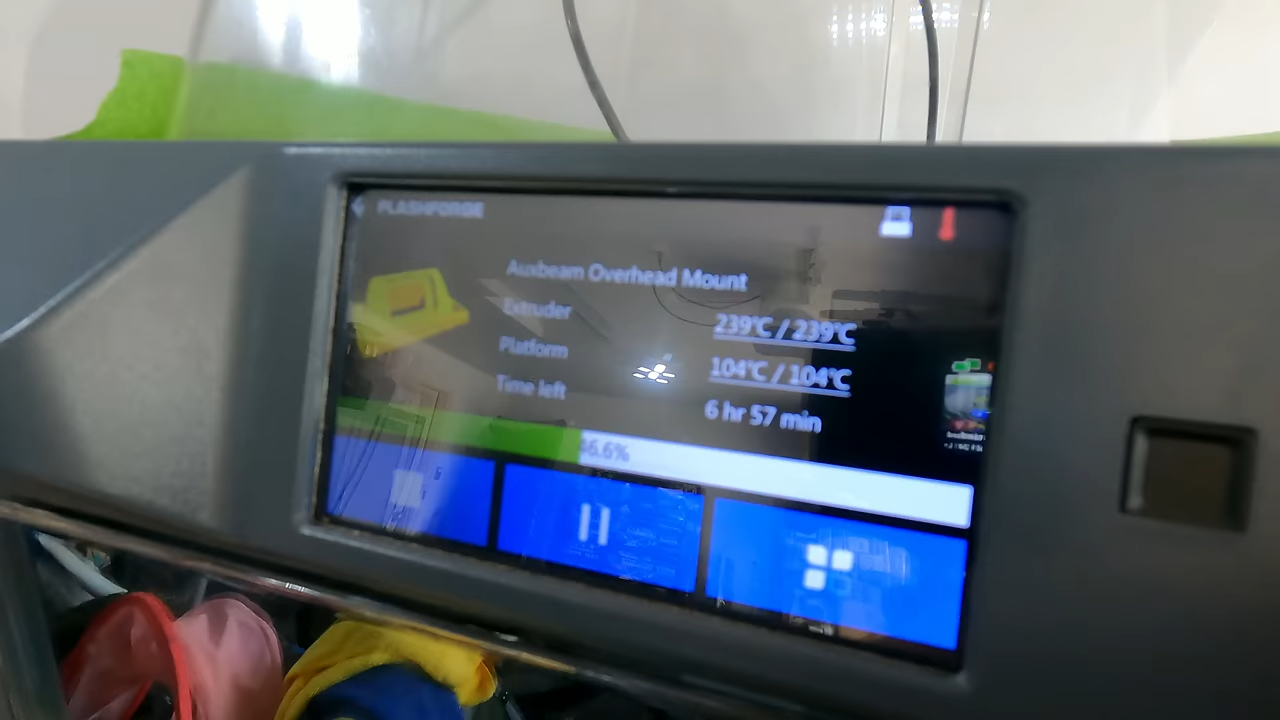 FLASHFORGE
Auxbeam Overhead Mount
Extruder 239℃ / 239℃
Platform 104℃ / 104℃
Time left 6 hr 57 min